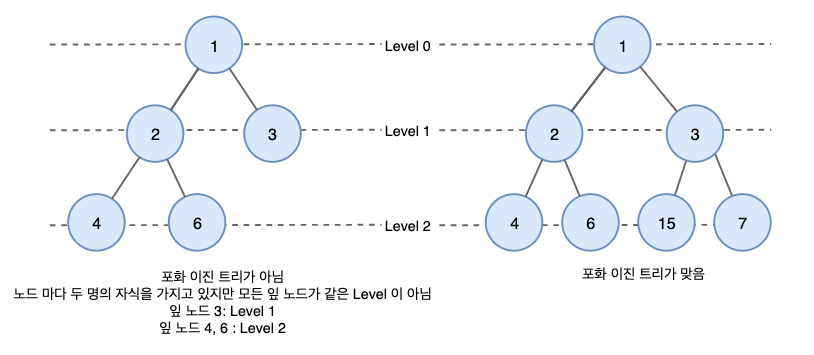 1
Level 0
1
2
3
Level 1
2
3
4
6
Level 2
4
6
15
7
포화 이진 트리가 아님
노드 마다 두 명의 자식을 가지고 있지만 모든 잎 노드가 같은 Level 이 아님
잎 노드 3: Level 1
잎 노드 4, 6 : Level 2
포화 이진 트리가 맞음